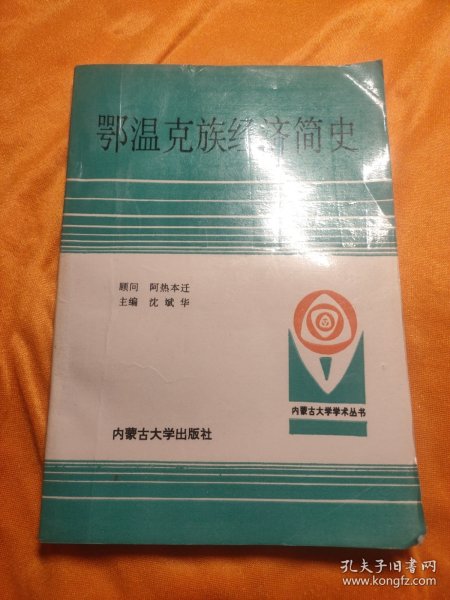 鄂温克族经济简史
顾问 阿热本迁
主编 沈斌华
内蒙古大学学术丛书
内蒙古大学出版社
孔夫子旧书网
www.kongfz.com